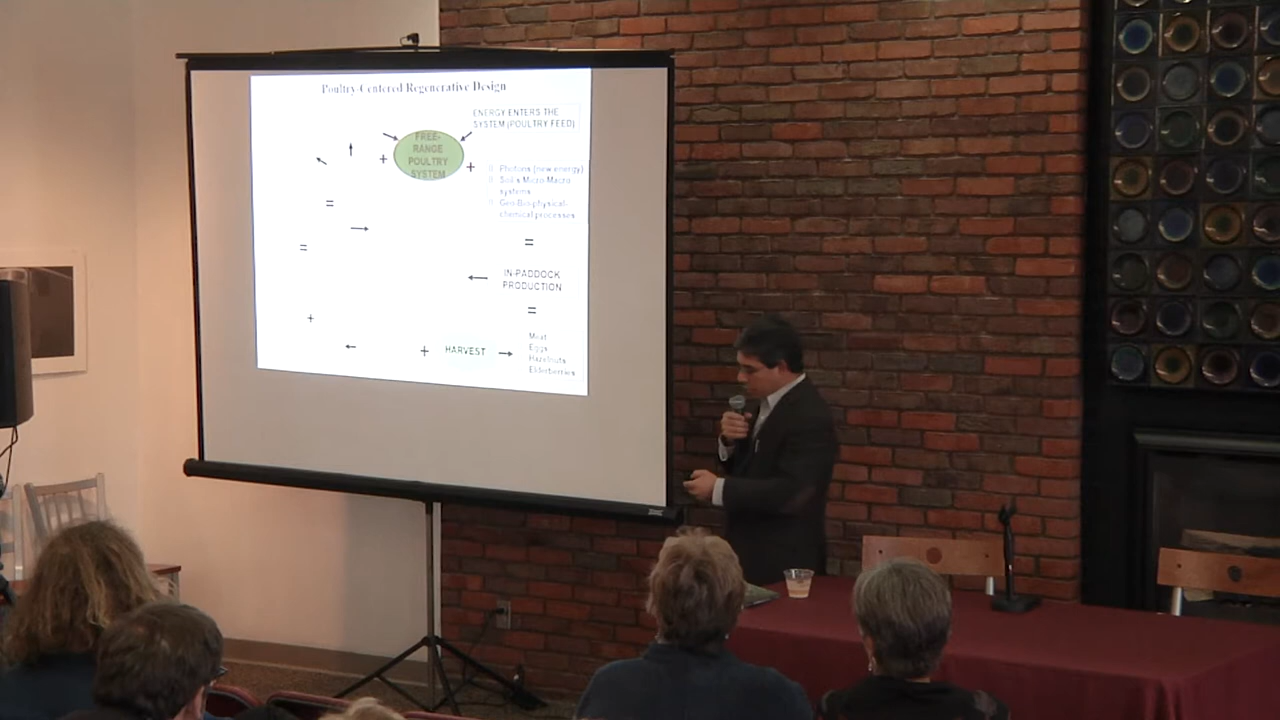 Poultry-Centered Regenerative Design
ENERGY ENTERS THE
SYSTEM (POULTRY FEED)
FREE-
RANGE
POULTRY
SYSTEM
+
+
Photons (new energy)
Soil's Micro-Macro
systems
Geo-Bio-physical-
chemical processes
=
=
=
IN-PADDOCK
PRODUCTION
=
+
+ HARVEST
Meat
Eggs
Hazelnuts
Elderberries